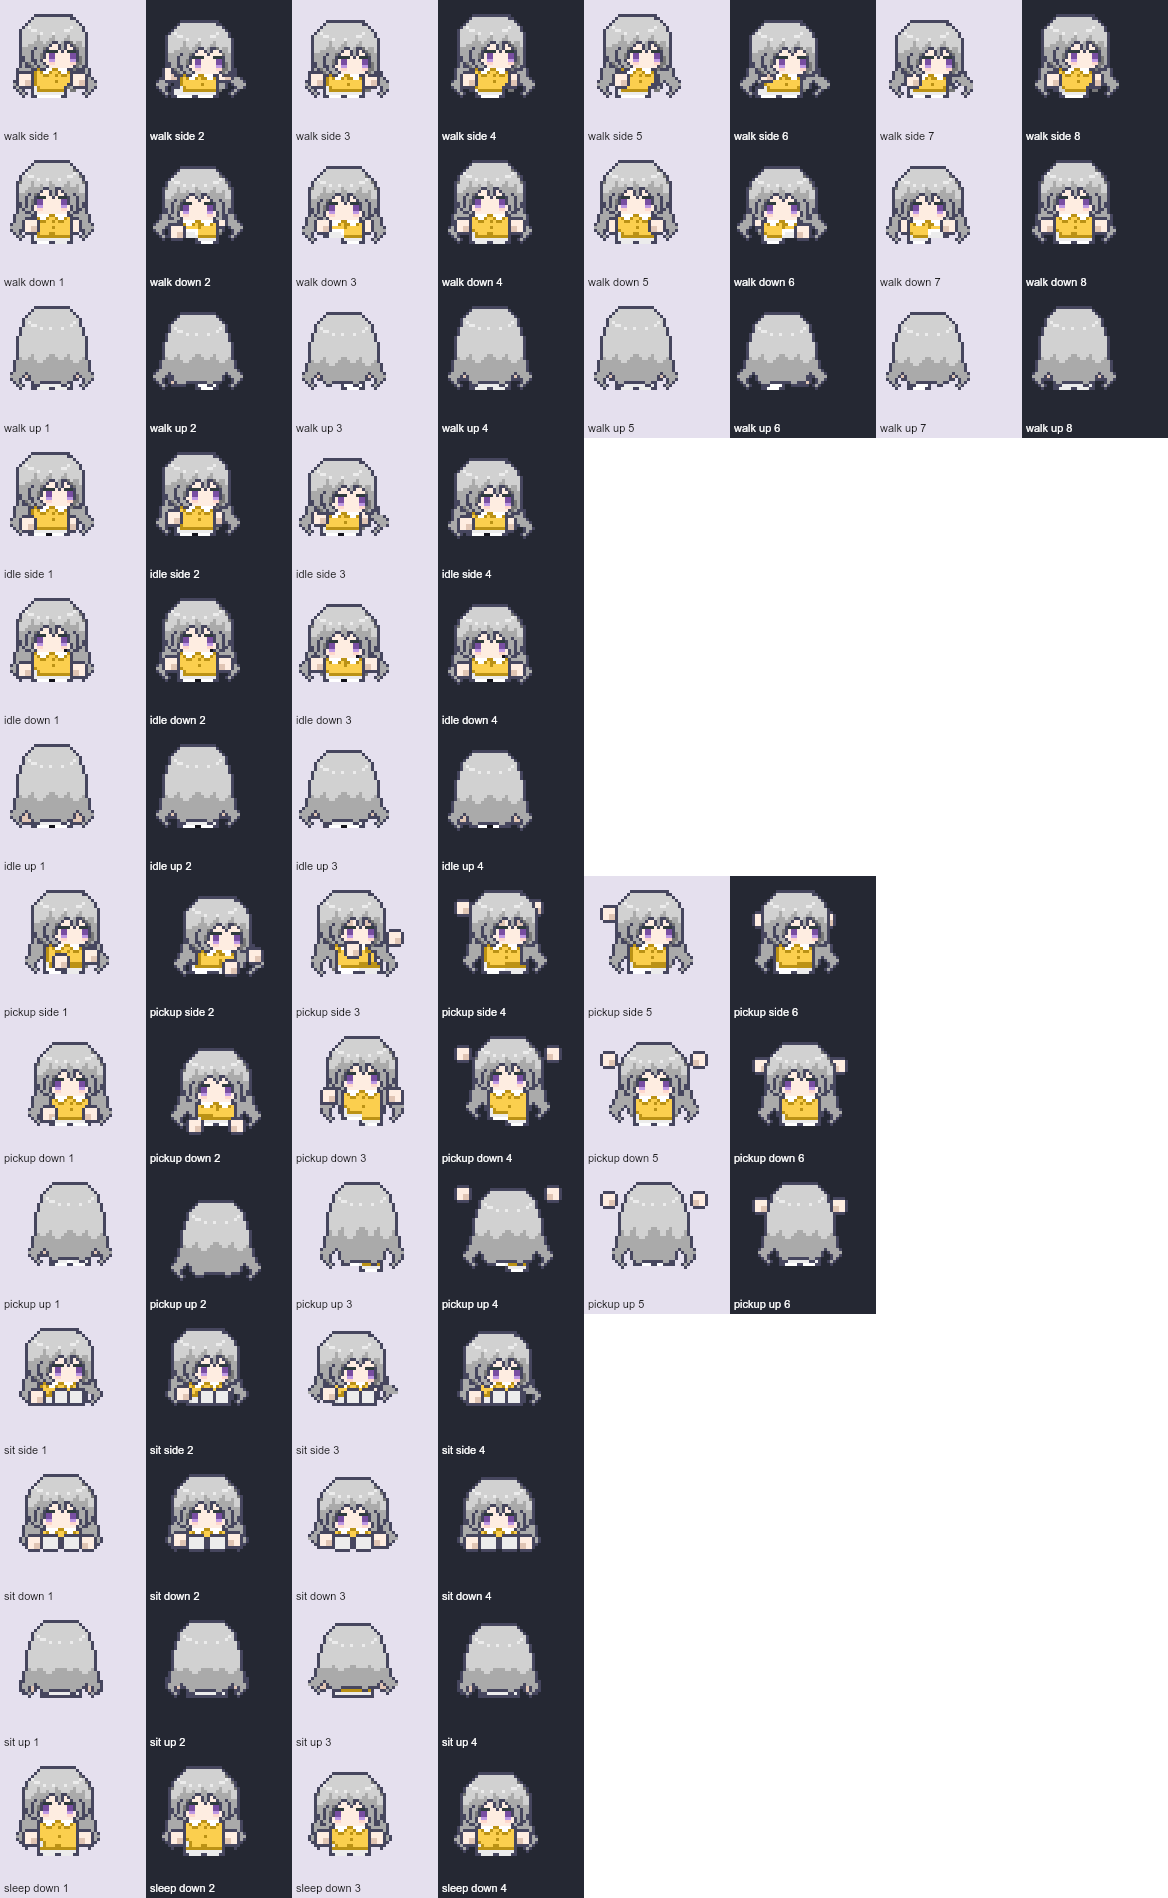 walk side 1 walk side 2 walk side 3 walk side 4 walk side 5 walk side 6 walk side 7 walk side 8
walk down 1 walk down 2 walk down 3 walk down 4 walk down 5 walk down 6 walk down 7 walk down 8
walk up 1 walk up 2 walk up 3 walk up 4 walk up 5 walk up 6 walk up 7 walk up 8
idle side 1 idle side 2 idle side 3 idle side 4
idle down 1 idle down 2 idle down 3 idle down 4
idle up 1 idle up 2 idle up 3 idle up 4
pickup side 1 pickup side 2 pickup side 3 pickup side 4 pickup side 5 pickup side 6
pickup down 1 pickup down 2 pickup down 3 pickup down 4 pickup down 5 pickup down 6
pickup up 1 pickup up 2 pickup up 3 pickup up 4 pickup up 5 pickup up 6
sit side 1 sit side 2 sit side 3 sit side 4
sit down 1 sit down 2 sit down 3 sit down 4
sit up 1 sit up 2 sit up 3 sit up 4
sleep down 1 sleep down 2 sleep down 3 sleep down 4